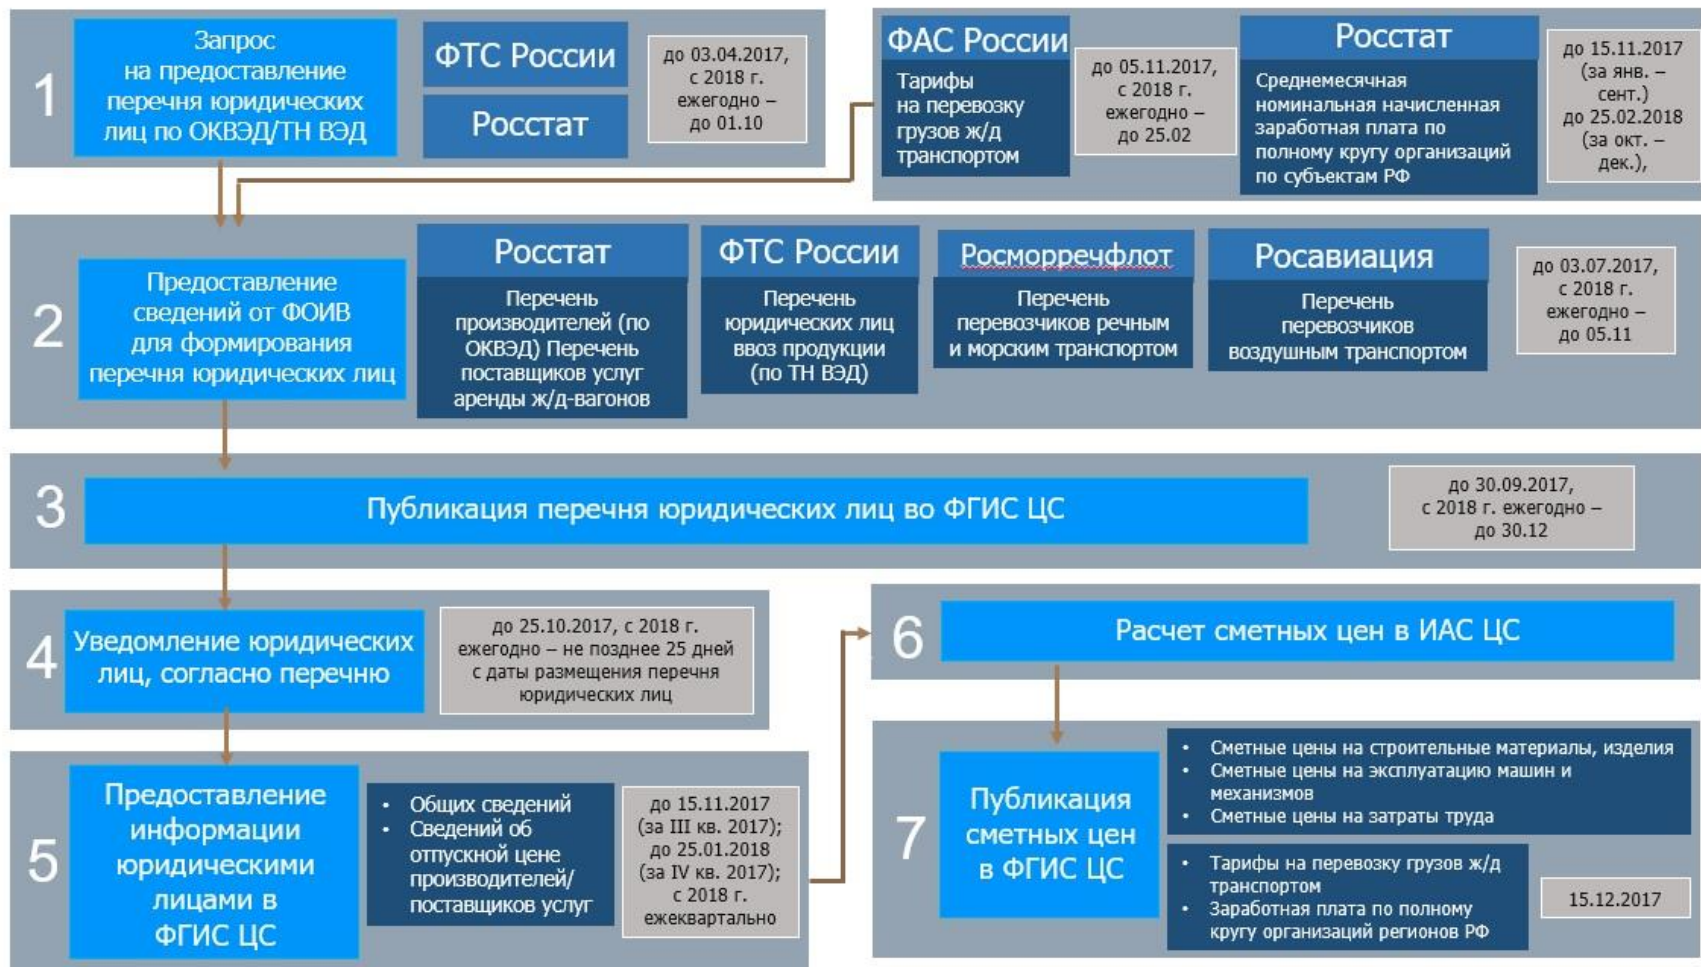 1
Запрос
на предоставление
перечня юридических
лиц по ОКВЭД/ТН ВЭД
ФТС России
Росстат
до 03.04.2017,
с 2018 г.
ежегодно –
до 01.10
ФАС России
Тарифы
на перевозку
грузов ж/д
транспортом
до 05.11.2017,
с 2018 г.
ежегодно –
до 25.02
Росстат
Среднемесячная
номинальная начисленная
заработная плата по
полному кругу организаций
по субъектам РФ
до 15.11.2017
(за янв. –
сент.)
до 25.02.2018
(за окт. –
дек.),
2
Предоставление
сведений от ФОИВ
для формирования
перечня юридических лиц
Росстат
Перечень
производителей (по
ОКВЭД) Перечень
поставщиков услуг
аренды ж/д-вагонов
ФТС России
Перечень
юридических лиц
ввоз продукции
(по ТН ВЭД)
Росморречфлот
Перечень
перевозчиков речным
и морским транспортом
Росавиация
Перечень
перевозчиков
воздушным транспортом
до 03.07.2017,
с 2018 г.
ежегодно –
до 05.11
3
Публикация перечня юридических лиц во ФГИС ЦС
до 30.09.2017,
с 2018 г. ежегодно –
до 30.12
4
Уведомление юридических
лиц, согласно перечню
до 25.10.2017, с 2018 г.
ежегодно – не позднее 25 дней
с даты размещения перечня
юридических лиц
5
Предоставление
информации
юридическими
лицами в
ФГИС ЦС
• Общих сведений
• Сведений об
отпускной цене
производителей/
поставщиков услуг
до 15.11.2017
(за III кв. 2017);
до 25.01.2018
(за IV кв. 2017);
с 2018 г.
ежеквартально
6
Расчет сметных цен в ИАС ЦС
7
Публикация
сметных цен
в ФГИС ЦС
• Сметные цены на строительные материалы, изделия
• Сметные цены на эксплуатацию машин и
механизмов
• Сметные цены на затраты труда
• Тарифы на перевозку грузов ж/д
транспортом
• Заработная плата по полному
кругу организаций регионов РФ
15.12.2017